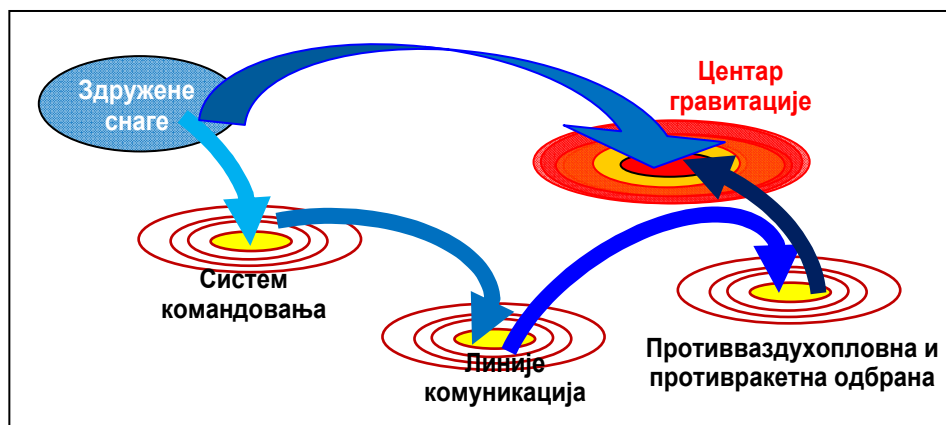 Здружене
снаге
Центар
гравитације
Систем
командовања
Линије
комуникација
Противваздухопловна и
противракетна одбрана